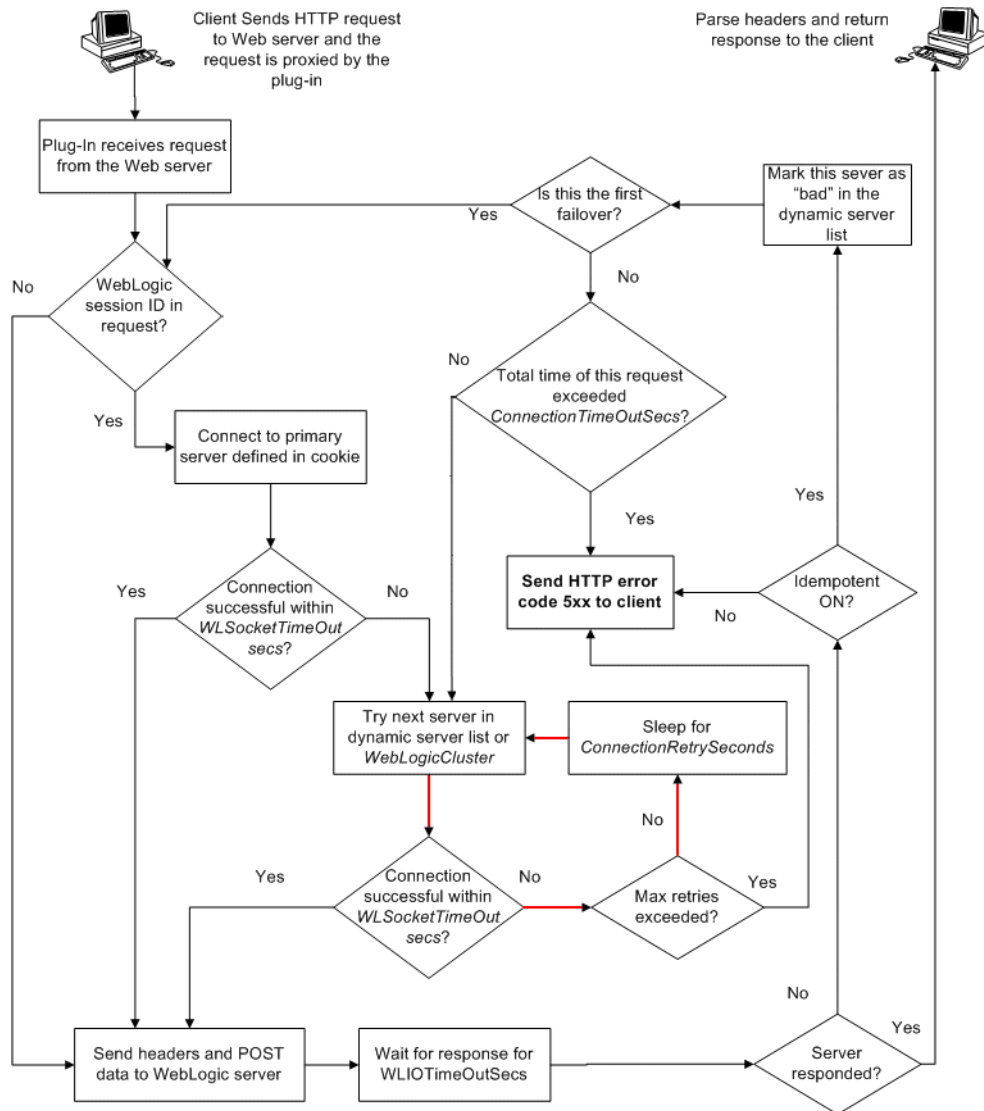 Client Sends HTTP request
to Web server and the
request is proxied by the
plug-in
Parse headers and return
response to the client
Plug-In receives request
from the Web server
Is this the first
failover?
Mark this sever as
“bad” in the
dynamic server
list
Yes
No
No
WebLogic
session ID in
request?
No
Total time of this request
exceeded
ConnectionTimeOutSecs?
Yes
Connect to primary
server defined in cookie
Yes
Yes
Send HTTP error
code 5xx to client
Idempotent
ON?
No
Yes
Connection
successful within
WLSocketTimeOut
secs?
No
Try next server in
dynamic server list or
WebLogicCluster
Sleep for
ConnectionRetrySeconds
No
Yes
Connection
successful within
WLSocketTimeOut
secs?
No
Max retries
exceeded?
Yes
No
Yes
Send headers and POST
data to WebLogic server
Wait for response for
WLIOTimeOutSecs
Server
responded?